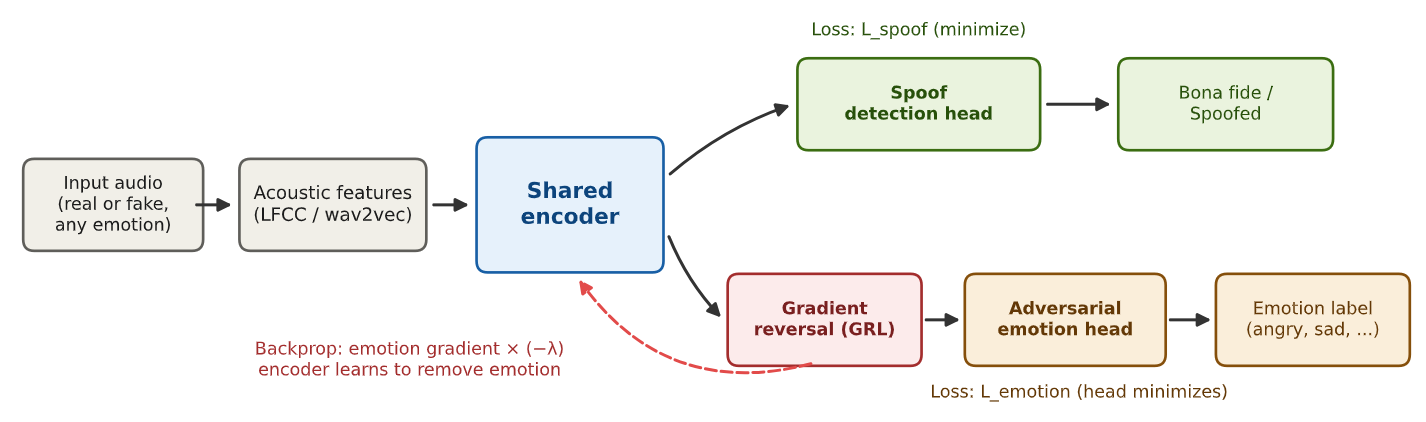 Loss: L_spoof (minimize)
Spoof
detection head
Bona fide /
Spoofed
Input audio
(real or fake,
any emotion)
Acoustic features
(LFCC / wav2vec)
Shared
encoder
Gradient
reversal (GRL)
Adversarial
emotion head
Emotion label
(angry, sad, ...)
Backprop: emotion gradient × (−λ)
encoder learns to remove emotion
Loss: L_emotion (head minimizes)